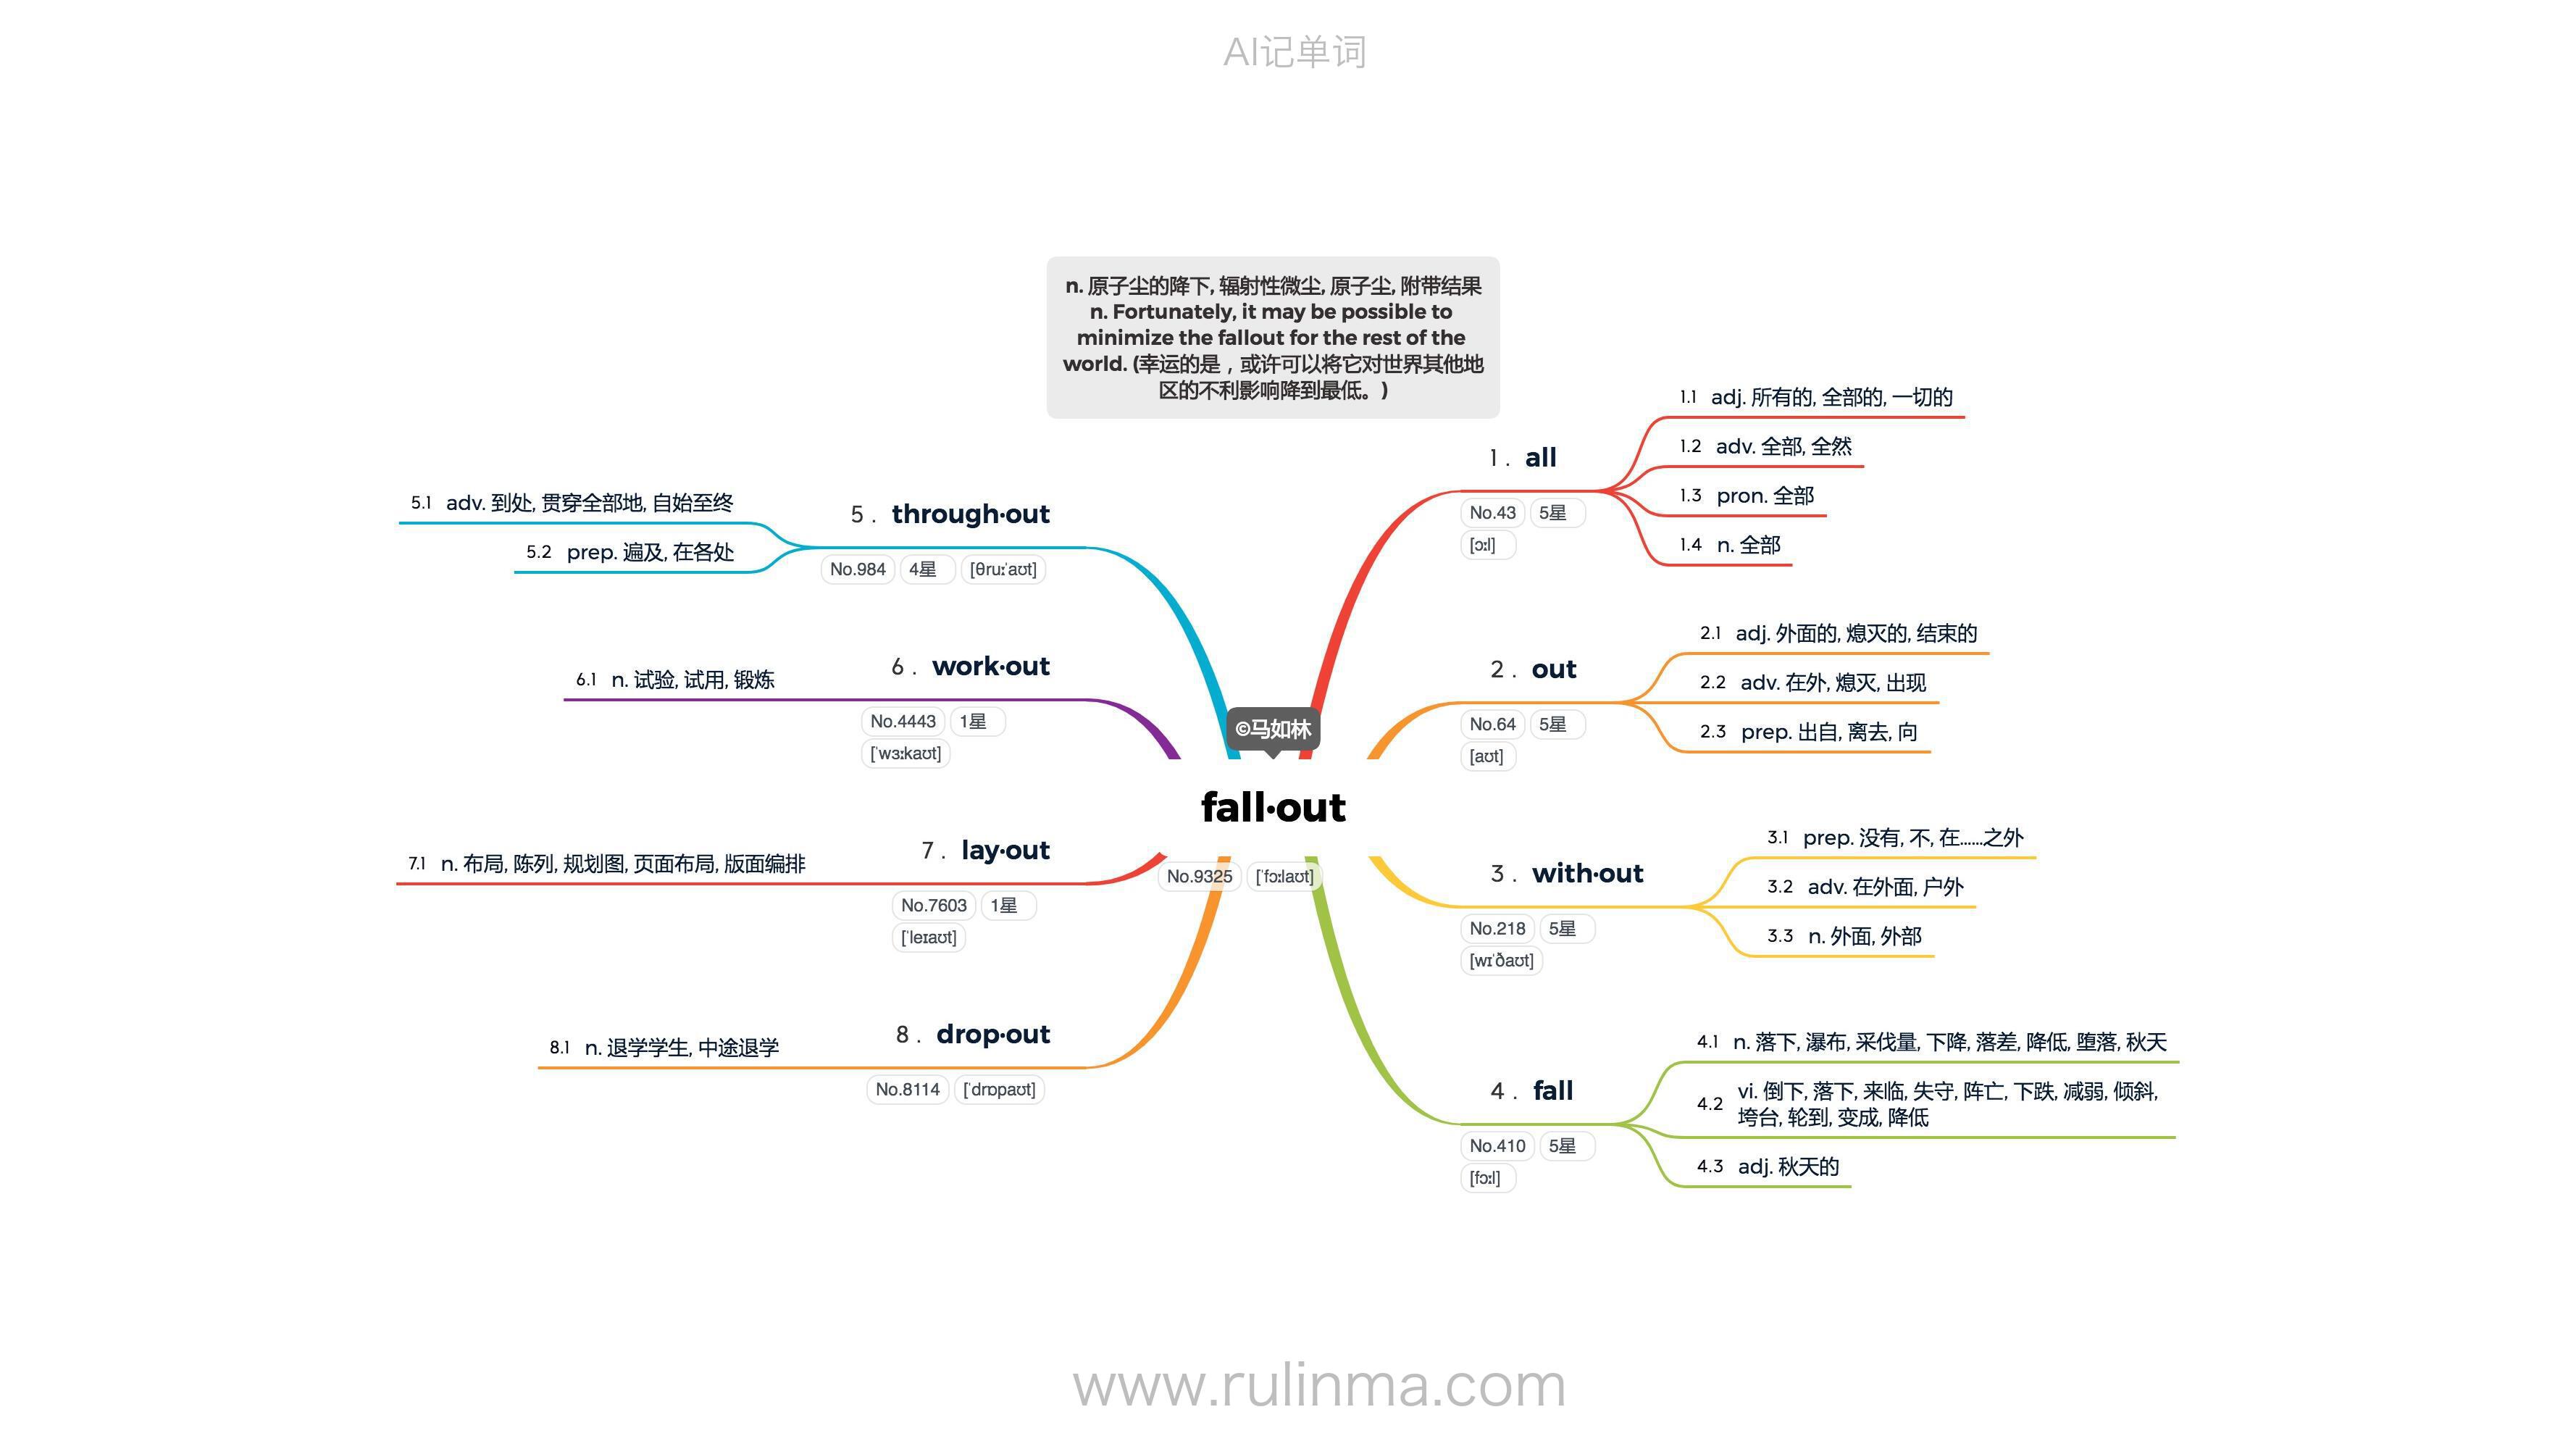 AI记单词
n. 原子尘的降下, 辐射性微尘, 原子尘, 附带结果
n. Fortunately, it may be possible to
minimize the fallout for the rest of the
world. (幸运的是，或许可以将它对世界其他地
区的不利影响降到最低。)
©马如林
fall·out
No.9325 [ˈfɔːlaʊt]
1. all
No.43 5星
[ɔːl]
1.1 adj. 所有的, 全部的, 一切的
1.2 adv. 全部, 全然
1.3 pron. 全部
1.4 n. 全部
2. out
No.64 5星
[aʊt]
2.1 adj. 外面的, 熄灭的, 结束的
2.2 adv. 在外, 熄灭, 出现
2.3 prep. 出自, 离去, 向
3. with·out
No.218 5星
[wɪˈðaʊt]
3.1 prep. 没有, 不, 在……之外
3.2 adv. 在外面, 户外
3.3 n. 外面, 外部
4. fall
No.410 5星
[fɔːl]
4.1 n. 落下, 瀑布, 采伐量, 下降, 落差, 降低, 堕落, 秋天
4.2 vi. 倒下, 落下, 来临, 失守, 阵亡, 下跌, 减弱, 倾斜,
垮台, 轮到, 变成, 降低
4.3 adj. 秋天的
5. through·out
No.984 4星 [θruːˈaʊt]
5.1 adv. 到处, 贯穿全部地, 自始至终
5.2 prep. 遍及, 在各处
6. work·out
No.4443 1星
[ˈwɜːkaʊt]
6.1 n. 试验, 试用, 锻炼
7. lay·out
No.7603 1星
[ˈleɪaʊt]
7.1 n. 布局, 陈列, 规划图, 页面布局, 版面编排
8. drop·out
No.8114 [ˈdrɒpaʊt]
8.1 n. 退学学生, 中途退学
www.rulinma.com